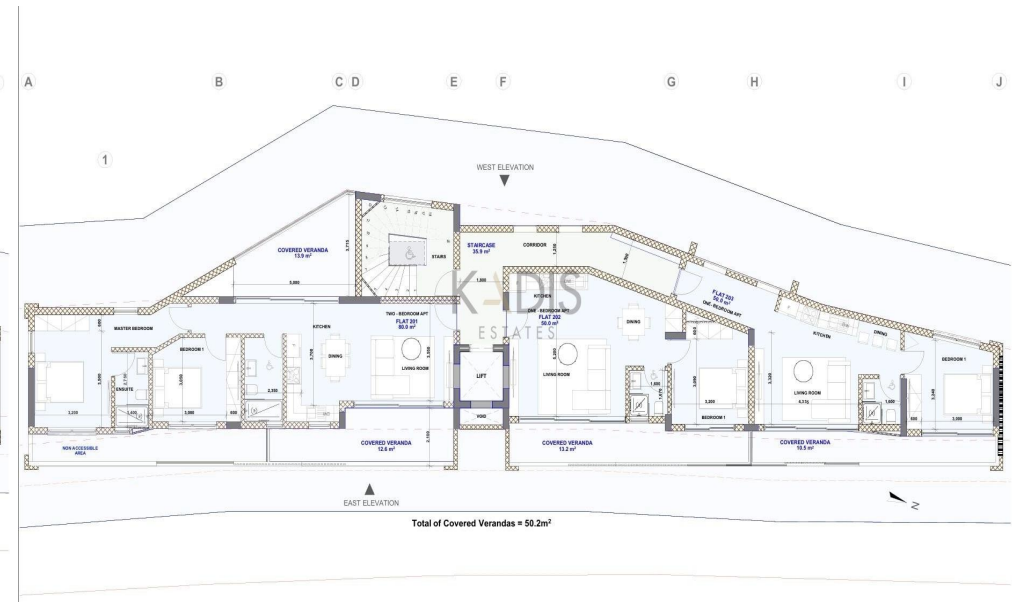 A B C D E F G H I J
1
WEST ELEVATION
COVERED VERANDA
13.9 m²
STAIRS
STAIRCASE
35.9 m²
CORRIDOR
KADIS
ESTATES
MASTER BEDROOM
BEDROOM 1
ENSUITE
KITCHEN
DINING
TWO - BEDROOM APT
FLAT 201
80.0 m²
LIVING ROOM
LIFT
VOID
KITCHEN
ONE - BEDROOM APT
FLAT 202
50.0 m²
DINING
LIVING ROOM
BEDROOM 1
FLAT 203
50.0 m²
ONE - BEDROOM APT
KITCHEN
DINING
LIVING ROOM
BEDROOM 1
NON ACCESSIBLE
AREA
COVERED VERANDA
12.6 m²
COVERED VERANDA
13.2 m²
COVERED VERANDA
10.5 m²
N
EAST ELEVATION
Total of Covered Verandas = 50.2m²